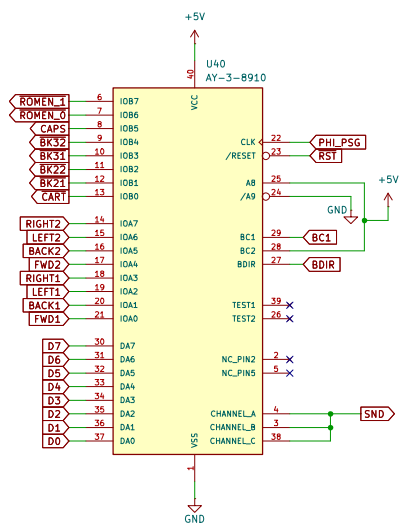 +5V
U40
AY-3-8910
40
VCC
ROMEN_1 6 IOB7
ROMEN_0 7 IOB6
CAPS 8 IOB5
BK32 9 IOB4
BK31 10 IOB3
BK22 11 IOB2
BK21 12 IOB1
CART 13 IOB0
CLK 22 PHI_PSG
/RESET 23 RST
A8 25
/A9 24
GND
+5V
RIGHT2 14 IOA7
LEFT2 15 IOA6
BACK2 16 IOA5
FWD2 17 IOA4
RIGHT1 18 IOA3
LEFT1 19 IOA2
BACK1 20 IOA1
FWD1 21 IOA0
BC1 29 BC1
BC2 28
BDIR 27 BDIR
TEST1 39
TEST2 26
D7 30 DA7
D6 31 DA6
D5 32 DA5
D4 33 DA4
D3 34 DA3
D2 35 DA2
D1 36 DA1
D0 37 DA0
NC_PIN2 2
NC_PIN5 5
CHANNEL_A 4 SND
CHANNEL_B 3
CHANNEL_C 38
VSS
1
GND